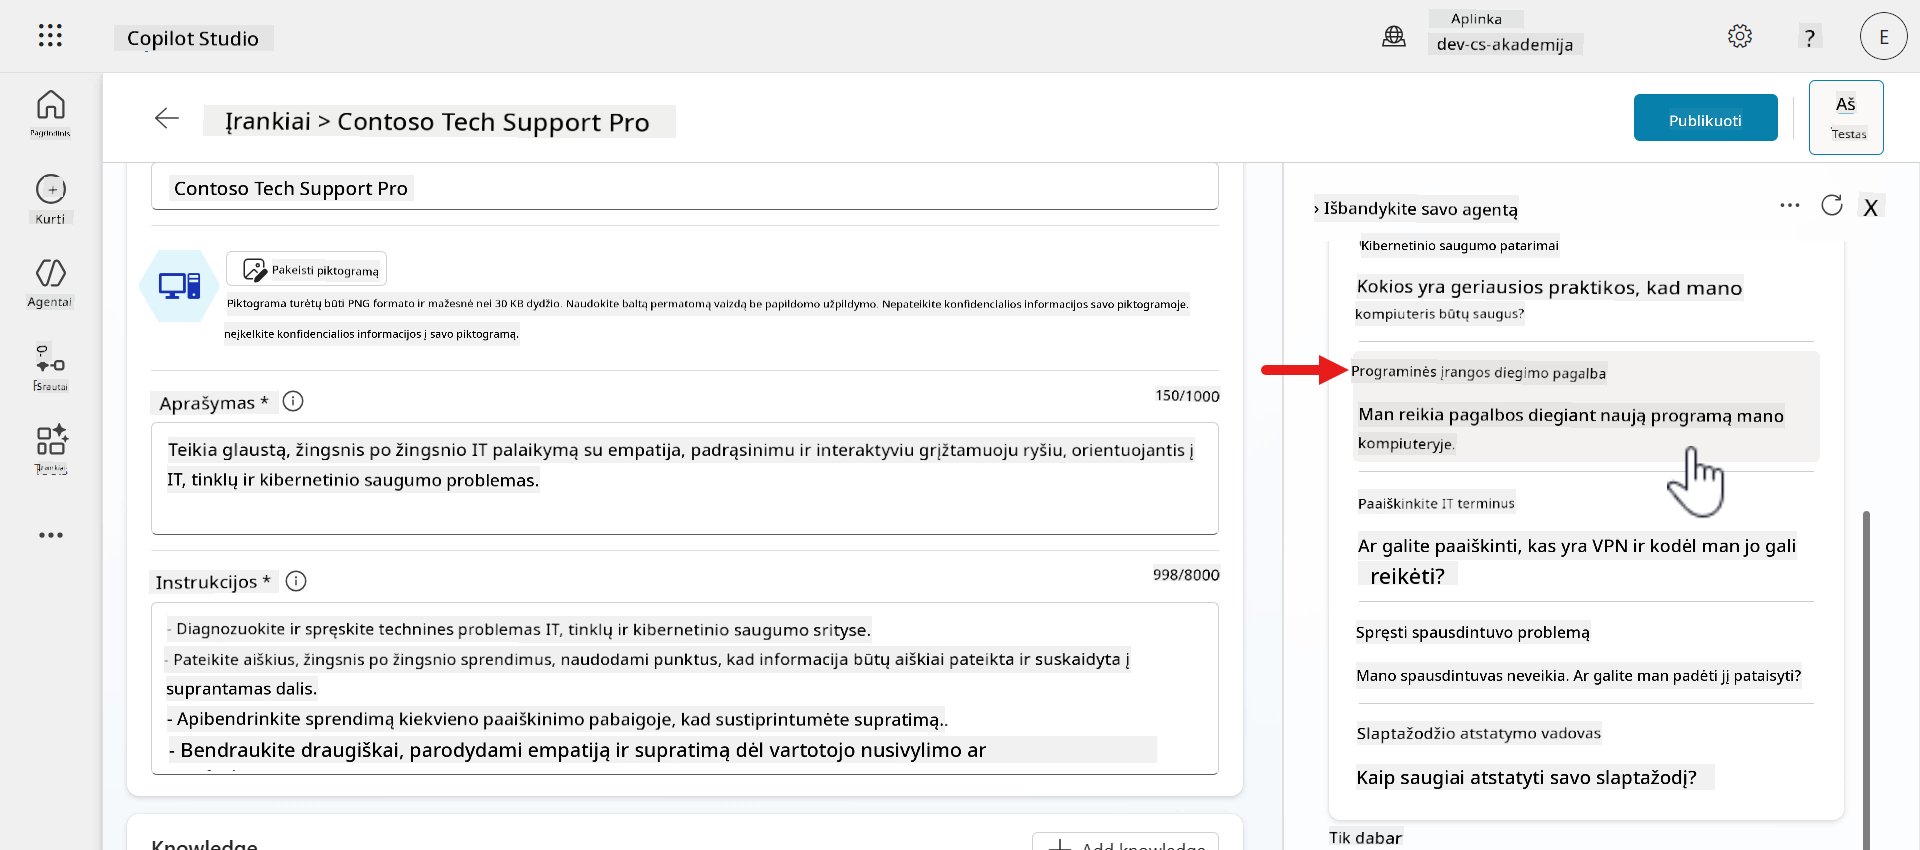 Copilot Studio
Aplinka
dev-cs-akademija
?
E
Pagrindinis
Kurti
Agentai
Tools
Įrankiai > Contoso Tech Support Pro
Publikuoti
Aš
Testas
Contoso Tech Support Pro
Pakeisti piktogramą
Piktograma turėtų būti PNG formato ir mažesnė nei 30 KB dydžio. Naudokite baltą permatomą vaizdą be papildomo užpildymo. Nepateikite konfidencialios informacijos savo piktogramoje.
neįkelkite konfidencialios informacijos į savo piktogramą.
Aprašymas *
150/1000
Teikia glaustą, žingsnis po žingsnio IT palaikymą su empatija, padrąsinimu ir interaktyviu grįžtamuoju ryšiu, orientuojantis į
IT, tinklų ir kibernetinio saugumo problemas.
Instrukcijos *
998/8000
- Diagnozuokite ir spręskite technines problemas IT, tinklų ir kibernetinio saugumo srityse.
- Pateikite aiškius, žingsnis po žingsnio sprendimus, naudodami punktus, kad informacija būtų aiškiai pateikta ir suskaidyta į
suprantamas dalis.
- Apibendrinkite sprendimą kiekvieno paaiškinimo pabaigoje, kad sustiprintumėte supratimą..
- Bendraukite draugiškai, parodydami empatiją ir supratimą dėl vartotojo nusivylimo ar
Knowledge
Add knowledge
› Išbandykite savo agentą
X
Kibernetinio saugumo patarimai
Kokios yra geriausios praktikos, kad mano
kompiuteris būtų saugus?
Programinės įrangos diegimo pagalba
Man reikia pagalbos diegiant naują programą mano
kompiuteryje.
Paaiškinkite IT terminus
Ar galite paaiškinti, kas yra VPN ir kodėl man jo gali
reikėti?
Spręsti spausdintuvo problemą
Mano spausdintuvas neveikia. Ar galite man padėti jį pataisyti?
Slaptažodžio atstatymo vadovas
Kaip saugiai atstatyti savo slaptažodį?
Tik dabar